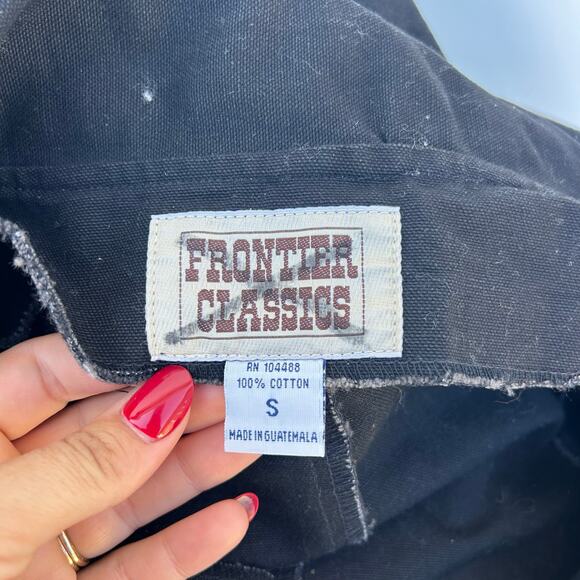 FRONTIER
CLASSICS
RN 104488
100% COTTON
S
MADE IN GUATEMALA